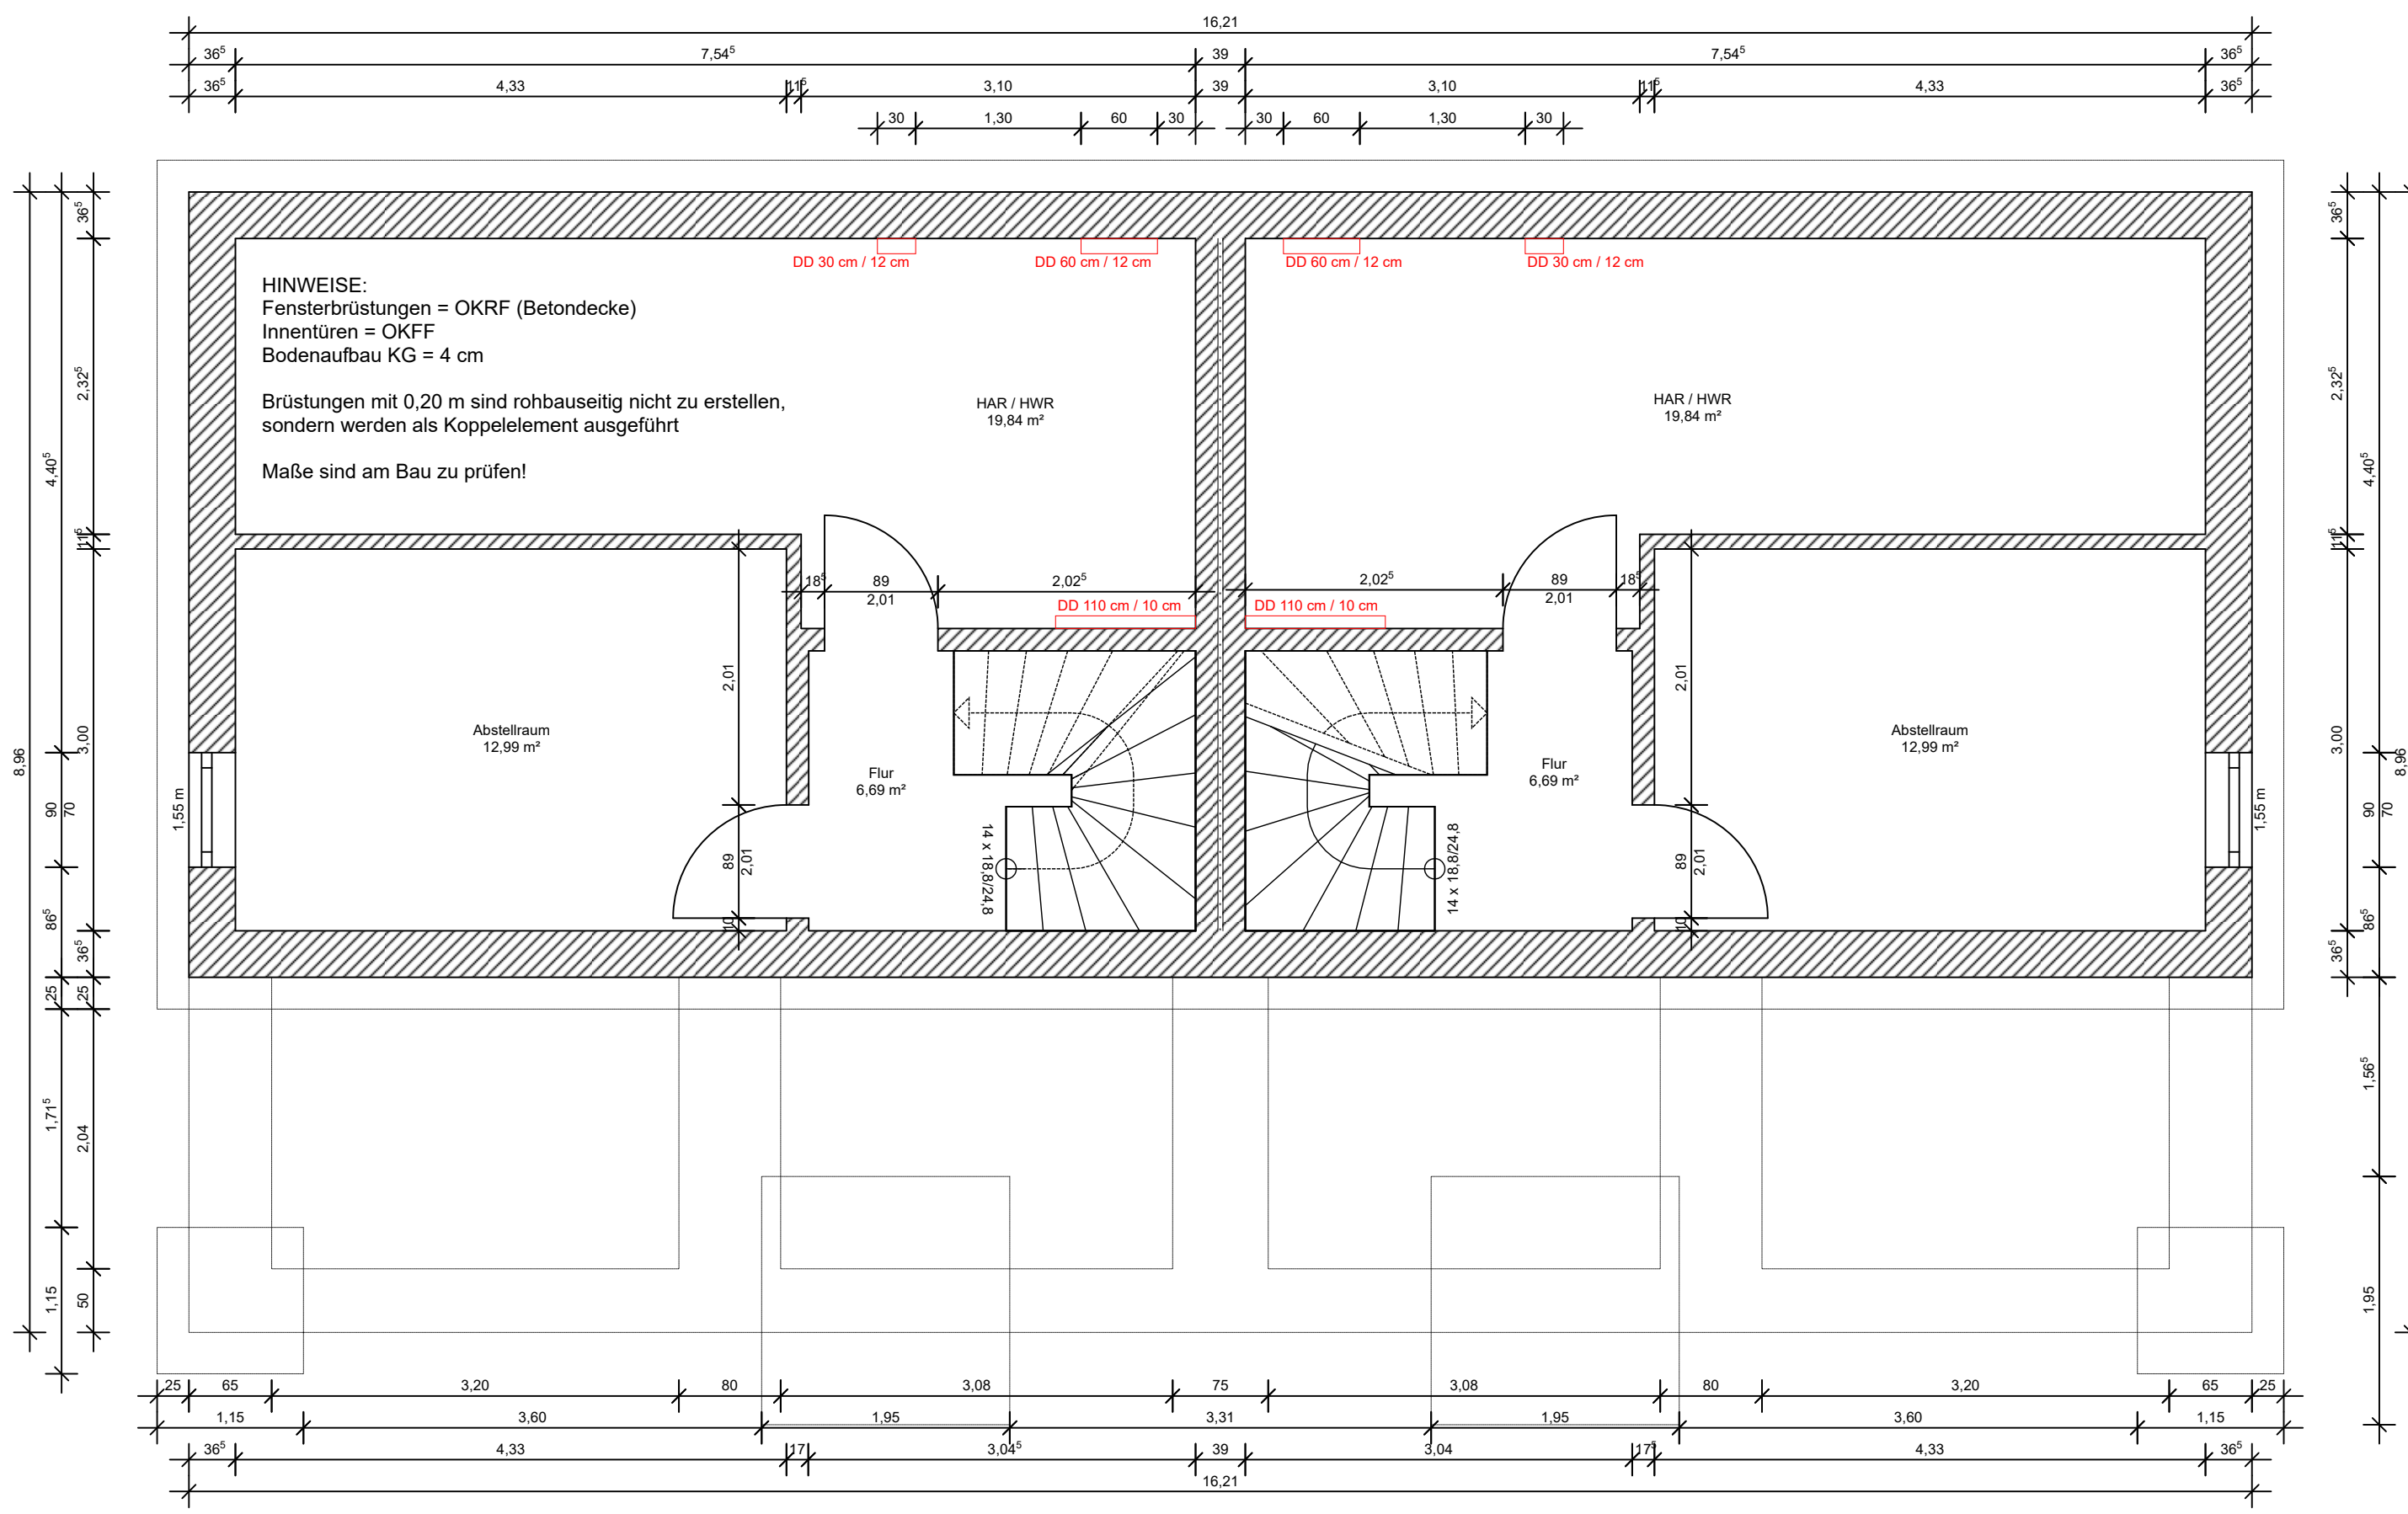 16,21
36⁵ 7,54⁵ 39 7,54⁵ 36⁵
36⁵ 4,33 11⁵ 3,10 39 3,10 11⁵ 4,33 36⁵
30 1,30 60 30 30 60 1,30 30
DD 30 cm / 12 cm DD 60 cm / 12 cm DD 60 cm / 12 cm DD 30 cm / 12 cm
HINWEISE:
Fensterbrüstungen = OKRF (Betondecke)
Innentüren = OKFF
Bodenaufbau KG = 4 cm
Brüstungen mit 0,20 m sind rohbauseitig nicht zu erstellen,
sondern werden als Koppelelement ausgeführt
Maße sind am Bau zu prüfen!
HAR / HWR
19,84 m²
HAR / HWR
19,84 m²
18⁵ 89 2,02⁵ 2,02⁵ 89 18⁵
2,01 2,01
DD 110 cm / 10 cm DD 110 cm / 10 cm
Abstellraum
12,99 m²
2,01
89
2,01
10
Flur
6,69 m²
14 x 18,8/24,8
14 x 18,8/24,8
Flur
6,69 m²
2,01
89
2,01
10
Abstellraum
12,99 m²
1,55 m
1,55 m
8,96
4,40⁵ 90 86⁵ 25 1,71⁵ 1,15
70
36⁵ 2,32⁵ 11⁵ 3,00 36⁵ 25 2,04 50
36⁵ 2,32⁵ 11⁵ 3,00 36⁵
4,40⁵ 90 86⁵ 1,56⁵ 1,95
70
8,96
25 65 3,20 80 3,08 75 3,08 80 3,20 65 25
1,15 3,60 1,95 3,31 1,95 3,60 1,15
36⁵ 4,33 17 3,04⁵ 39 3,04 17⁵ 4,33 36⁵
16,21